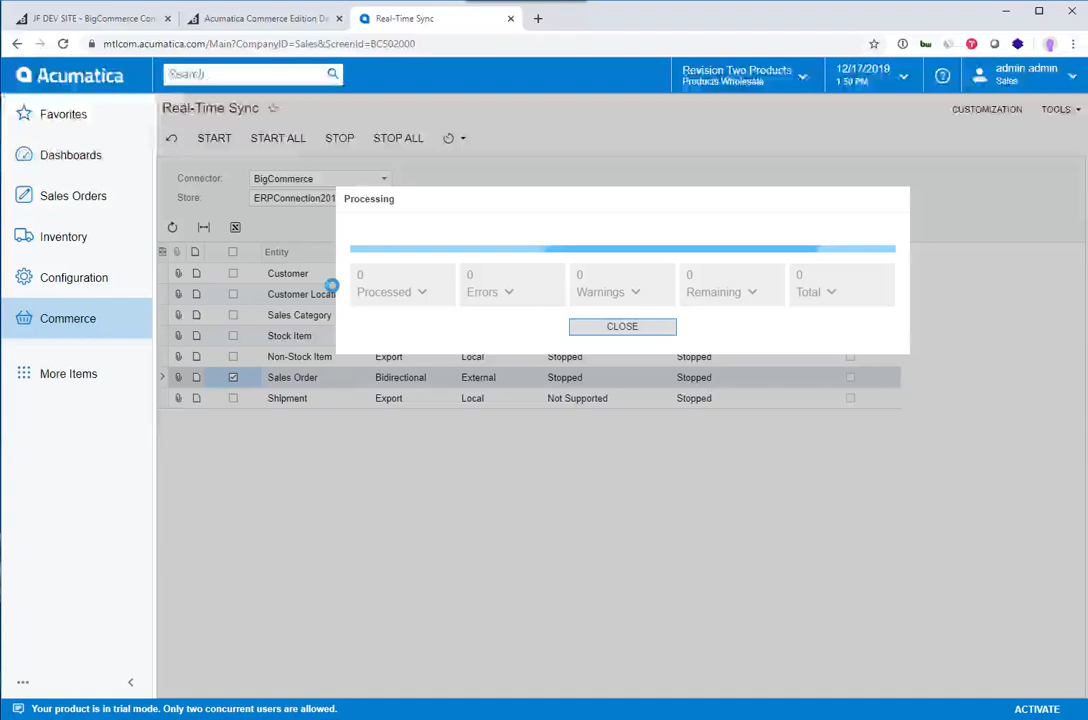 JF DEV SITE - BigCommerce Con
Acumatica Commerce Edition De
Real-Time Sync
mtlcom.acumatica.com/Main?CompanyID=Sales&ScreenId=BC502000
Acumatica
Search...
Revision Two Products
Products Wholesale
12/17/2019
1:50 PM
admin admin
Sales
Favorites
Dashboards
Sales Orders
Inventory
Configuration
Commerce
More Items
Real-Time Sync
CUSTOMIZATION
TOOLS
START
START ALL
STOP
STOP ALL
Connector:
BigCommerce
Store:
ERPConnection201
Processing
0
Processed
0
Errors
0
Warnings
0
Remaining
0
Total
CLOSE
Entity
Customer
Customer Locati
Sales Category
Stock Item
Non-Stock Item Export Local Stopped Stopped
Sales Order Bidirectional External Stopped Stopped
Shipment Export Local Not Supported Stopped
Your product is in trial mode. Only two concurrent users are allowed.
ACTIVATE